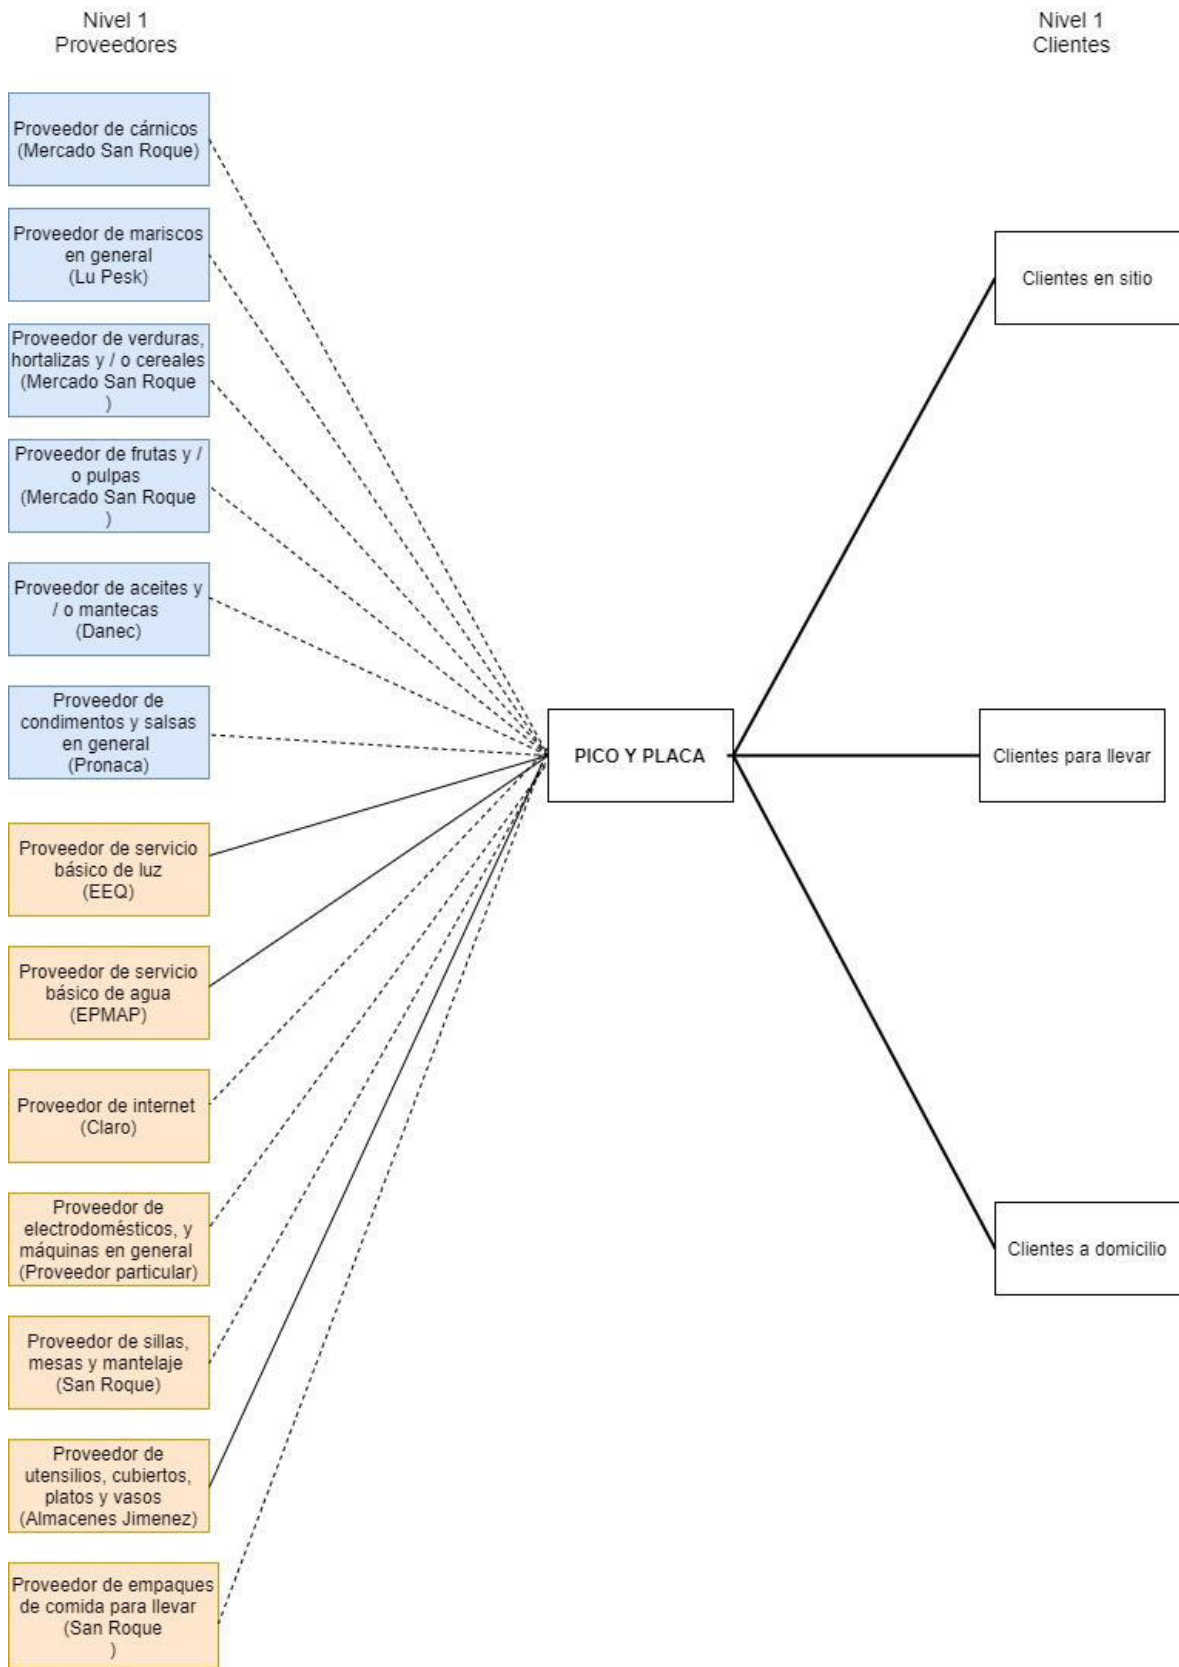 Nivel 1
Proveedores
Nivel 1
Clientes
Proveedor de cárnicos
(Mercado San Roque)
Proveedor de mariscos
en general
(Lu Pesk)
Proveedor de verduras,
hortalizas y / o cereales
(Mercado San Roque
)
Proveedor de frutas y /
o pulpas
(Mercado San Roque
)
Proveedor de aceites y
/ o mantecas
(Danec)
Proveedor de
condimentos y salsas
en general
(Pronaca)
Proveedor de servicio
básico de luz
(EEQ)
Proveedor de servicio
básico de agua
(EPMAP)
Proveedor de internet
(Claro)
Proveedor de
electrodomésticos, y
máquinas en general
(Proveedor particular)
Proveedor de sillas,
mesas y mantelaje
(San Roque)
Proveedor de
utensilios, cubiertos,
platos y vasos
(Almacenes Jimenez)
Proveedor de empaques
de comida para llevar
(San Roque
)
PICO Y PLACA
Clientes en sitio
Clientes para llevar
Clientes a domicilio